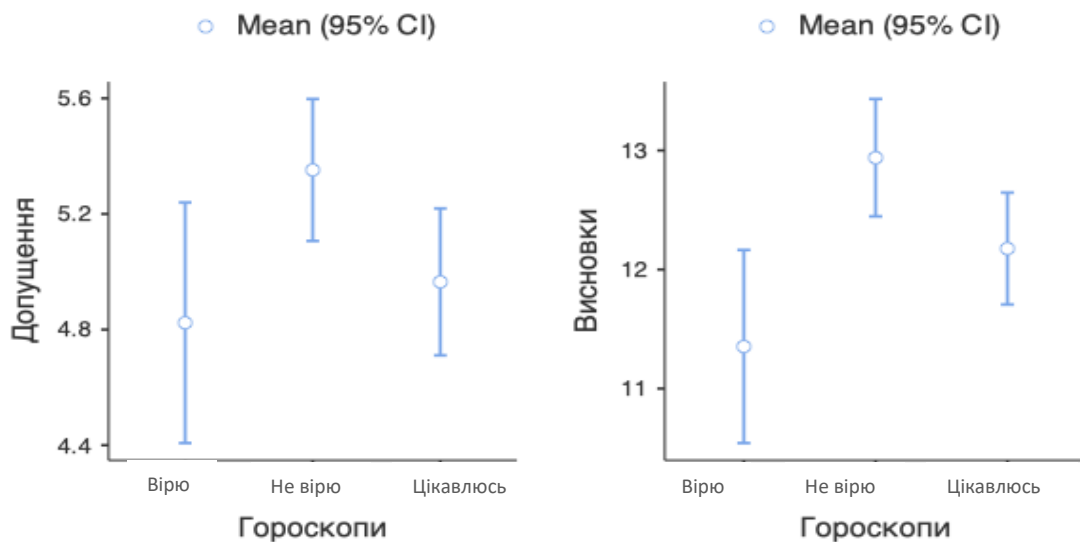 Mean (95% CI)
5.6
5.2
4.8
4.4
Допущення
Вірю
Не вірю
Цікавлюсь
Гороскопи
Mean (95% CI)
13
12
11
Висновки
Вірю
Не вірю
Цікавлюсь
Гороскопи